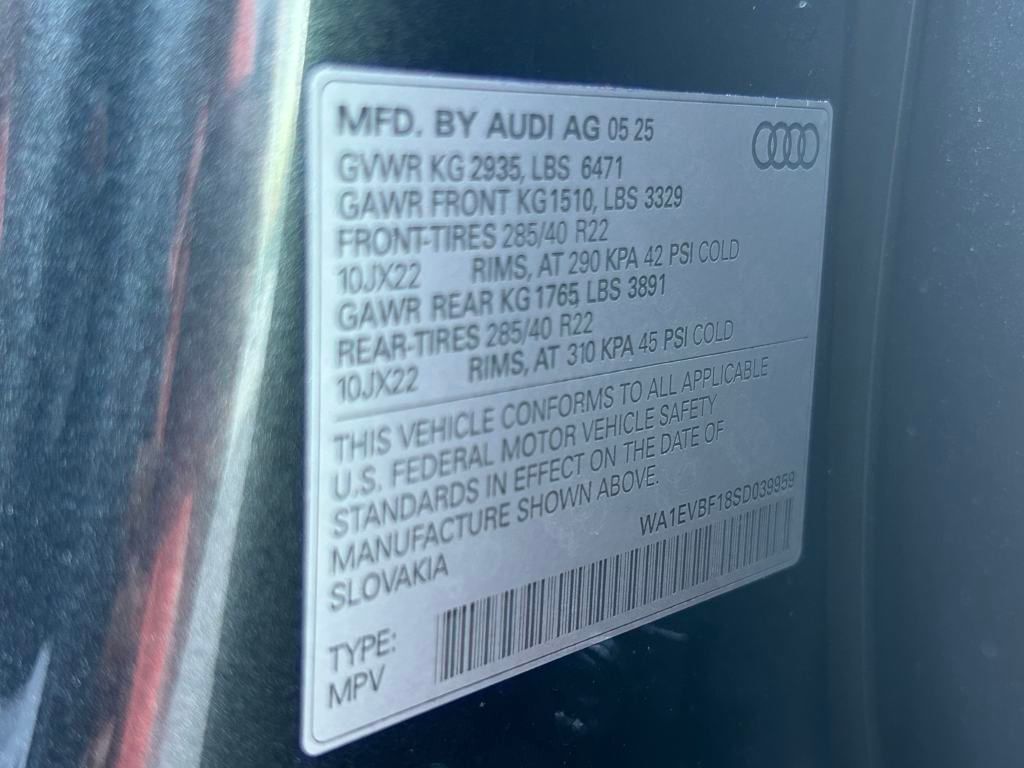 MFD. BY AUDI AG 05 25
GVWR KG 2935, LBS 6471
GAWR FRONT KG1510, LBS 3329
FRONT-TIRES 285/40 R22
10JX22 RIMS, AT 290 KPA 42 PSI COLD
GAWR REAR KG1765, LBS 3891
REAR-TIRES 285/40 R22
10JX22 RIMS, AT 310 KPA 45 PSI COLD
THIS VEHICLE CONFORMS TO ALL APPLICABLE
U.S. FEDERAL MOTOR VEHICLE SAFETY
STANDARDS IN EFFECT ON THE DATE OF
MANUFACTURE SHOWN ABOVE.
SLOVAKIA
WA1EVBF18SD039959
TYPE:
MPV